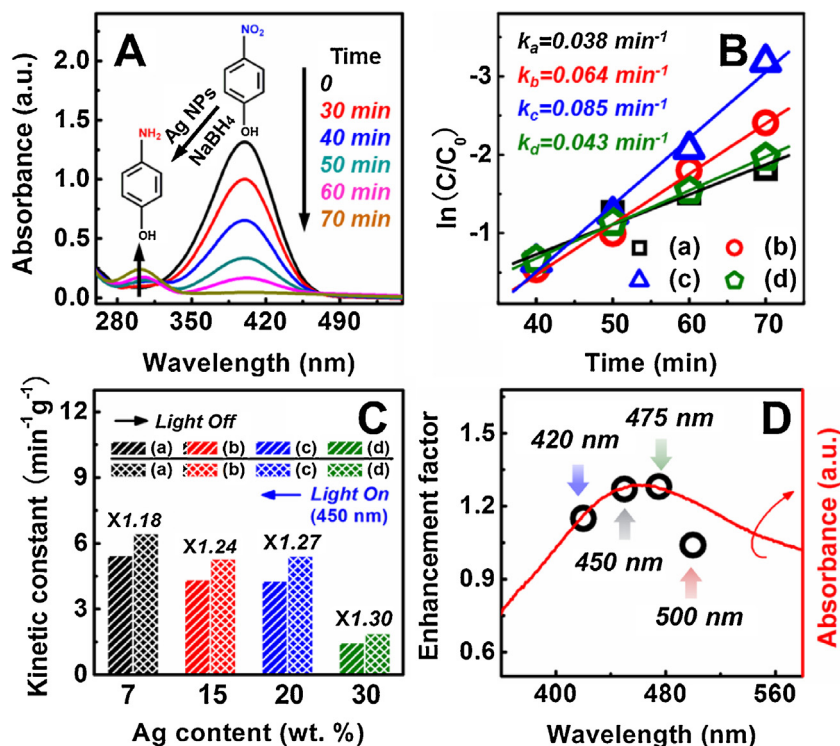 A
Absorbance (a.u.)
2.0
1.5
1.0
0.5
0.0
NO₂
OH
Ag NPs
NaBH4
NH₂
OH
Time
0
30 min
40 min
50 min
60 min
70 min
280 350 420 490
Wavelength (nm)
B
ln (C/C₀)
-3
-2
-1
kₐ=0.038 min⁻¹
k_b=0.064 min⁻¹
k_c=0.085 min⁻¹
k_d=0.043 min⁻¹
(a) (b)
(c) (d)
40 50 60 70
Time (min)
C
Kinetic constant (min⁻¹g⁻¹)
12
9
6
3
0
Light Off
(a) (b) (c) (d)
(a) (b) (c) (d)
Light On
(450 nm)
X1.18
X1.24
X1.27
X1.30
7 15 20 30
Ag content (wt. %)
D
Enhancement factor
1.5
1.2
0.9
0.6
475 nm
420 nm
450 nm
500 nm
Absorbance (a.u.)
400 480 560
Wavelength (nm)